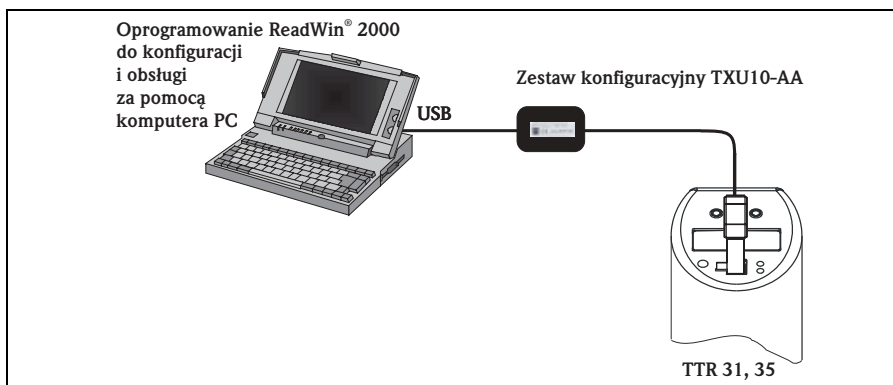 Oprogramowanie ReadWin® 2000
do konfiguracji
i obsługi
za pomocą
komputera PC
USB
Zestaw konfiguracyjny TXU10-AA
TTR 31, 35